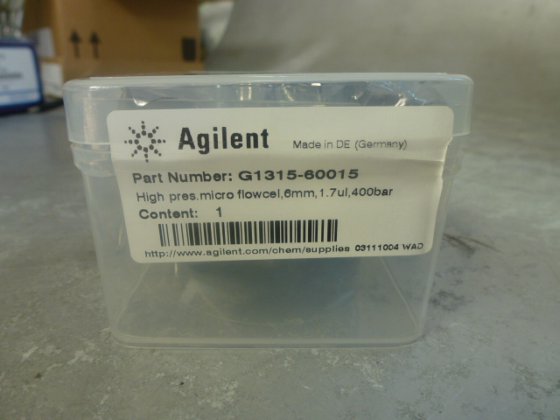 Agilent Made in DE (Germany)
Part Number: G1315-60015
High pres.micro flowcel,6mm,1.7ul,400bar
Content: 1
http://www.agilent.com/chem/supplies 03111004 WAD